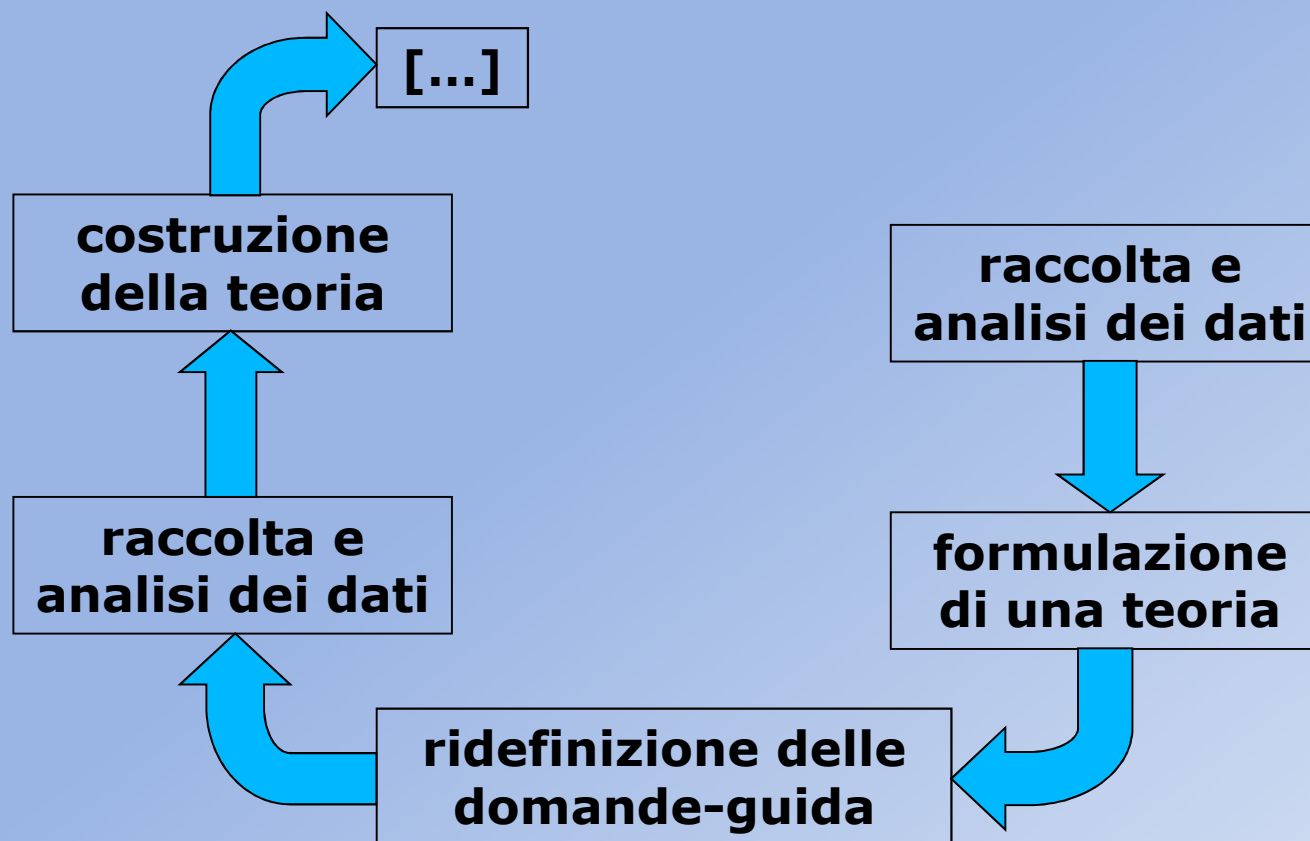 […]
costruzione
della teoria
raccolta e
analisi dei dati
raccolta e
analisi dei dati
formulazione
di una teoria
ridefinizione delle
domande-guida